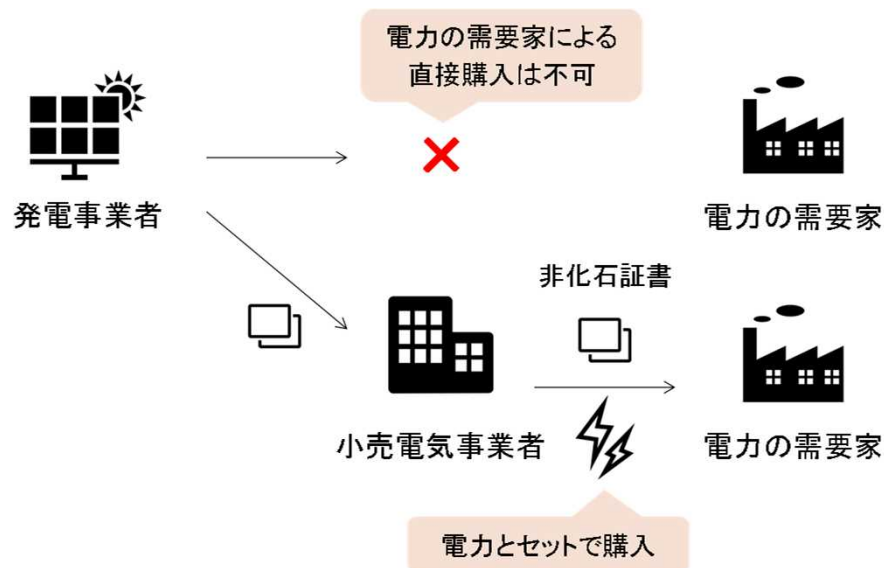 電力の需要家による
直接購入は不可
発電事業者
電力の需要家
非化石証書
小売電気事業者
電力の需要家
電力とセットで購入